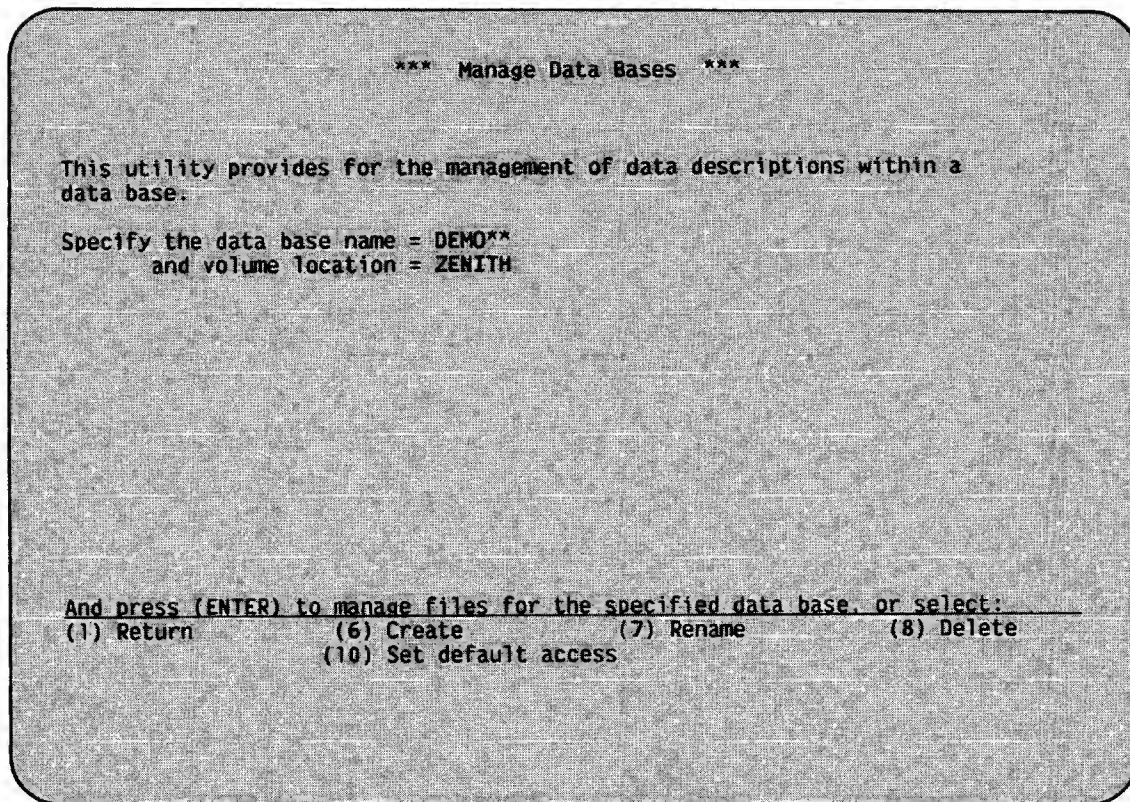 *** Manage Data Bases ***
This utility provides for the management of data descriptions within a
data base.
Specify the data base name = DEMO**
and volume location = ZENITH
And press (ENTER) to manage files for the specified data base, or select:
(1) Return (6) Create (7) Rename (8) Delete
(10) Set default access